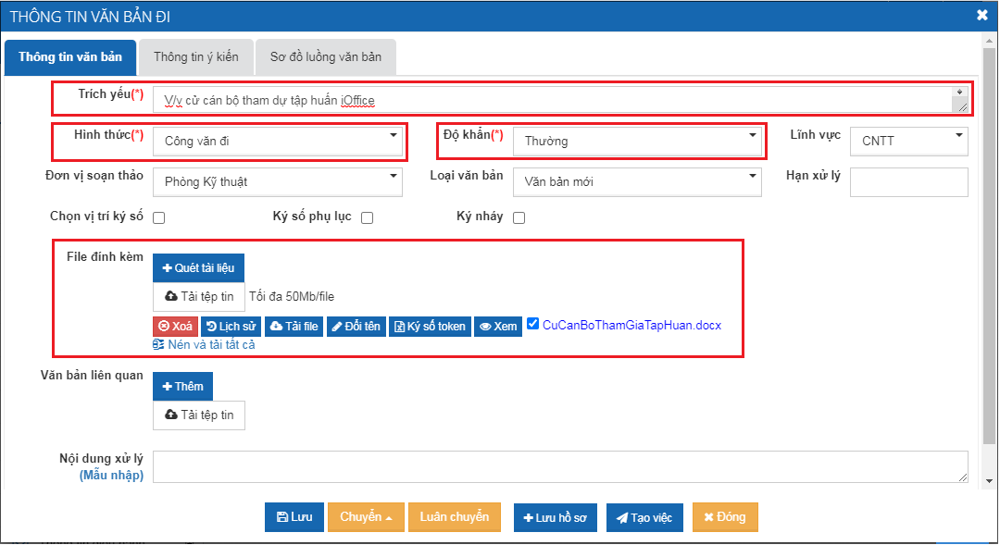 THÔNG TIN VĂN BẢN ĐI
Thông tin văn bản Thông tin ý kiến Sơ đồ luồng văn bản
Trích yếu(*) V/v cử cán bộ tham dự tập huấn iOffice
Hình thức(*) Công văn đi Độ khẩn(*) Thường Lĩnh vực CNTT
Đơn vị soạn thảo Phòng Kỹ thuật Loại văn bản Văn bản mới Hạn xử lý
Chọn vị trí ký số Ký số phụ lục Ký nháy
File đính kèm
Quét tài liệu
Tải tệp tin Tối đa 50Mb/file
Xoá Lịch sử Tải file Đổi tên Ký số token Xem CuCanBoThamGiaTapHuan.docx
Nén và tải tất cả
Văn bản liên quan
Thêm
Tải tệp tin
Nội dung xử lý
(Mẫu nhập)
Lưu Chuyển Luân chuyển Lưu hồ sơ Tạo việc Đóng